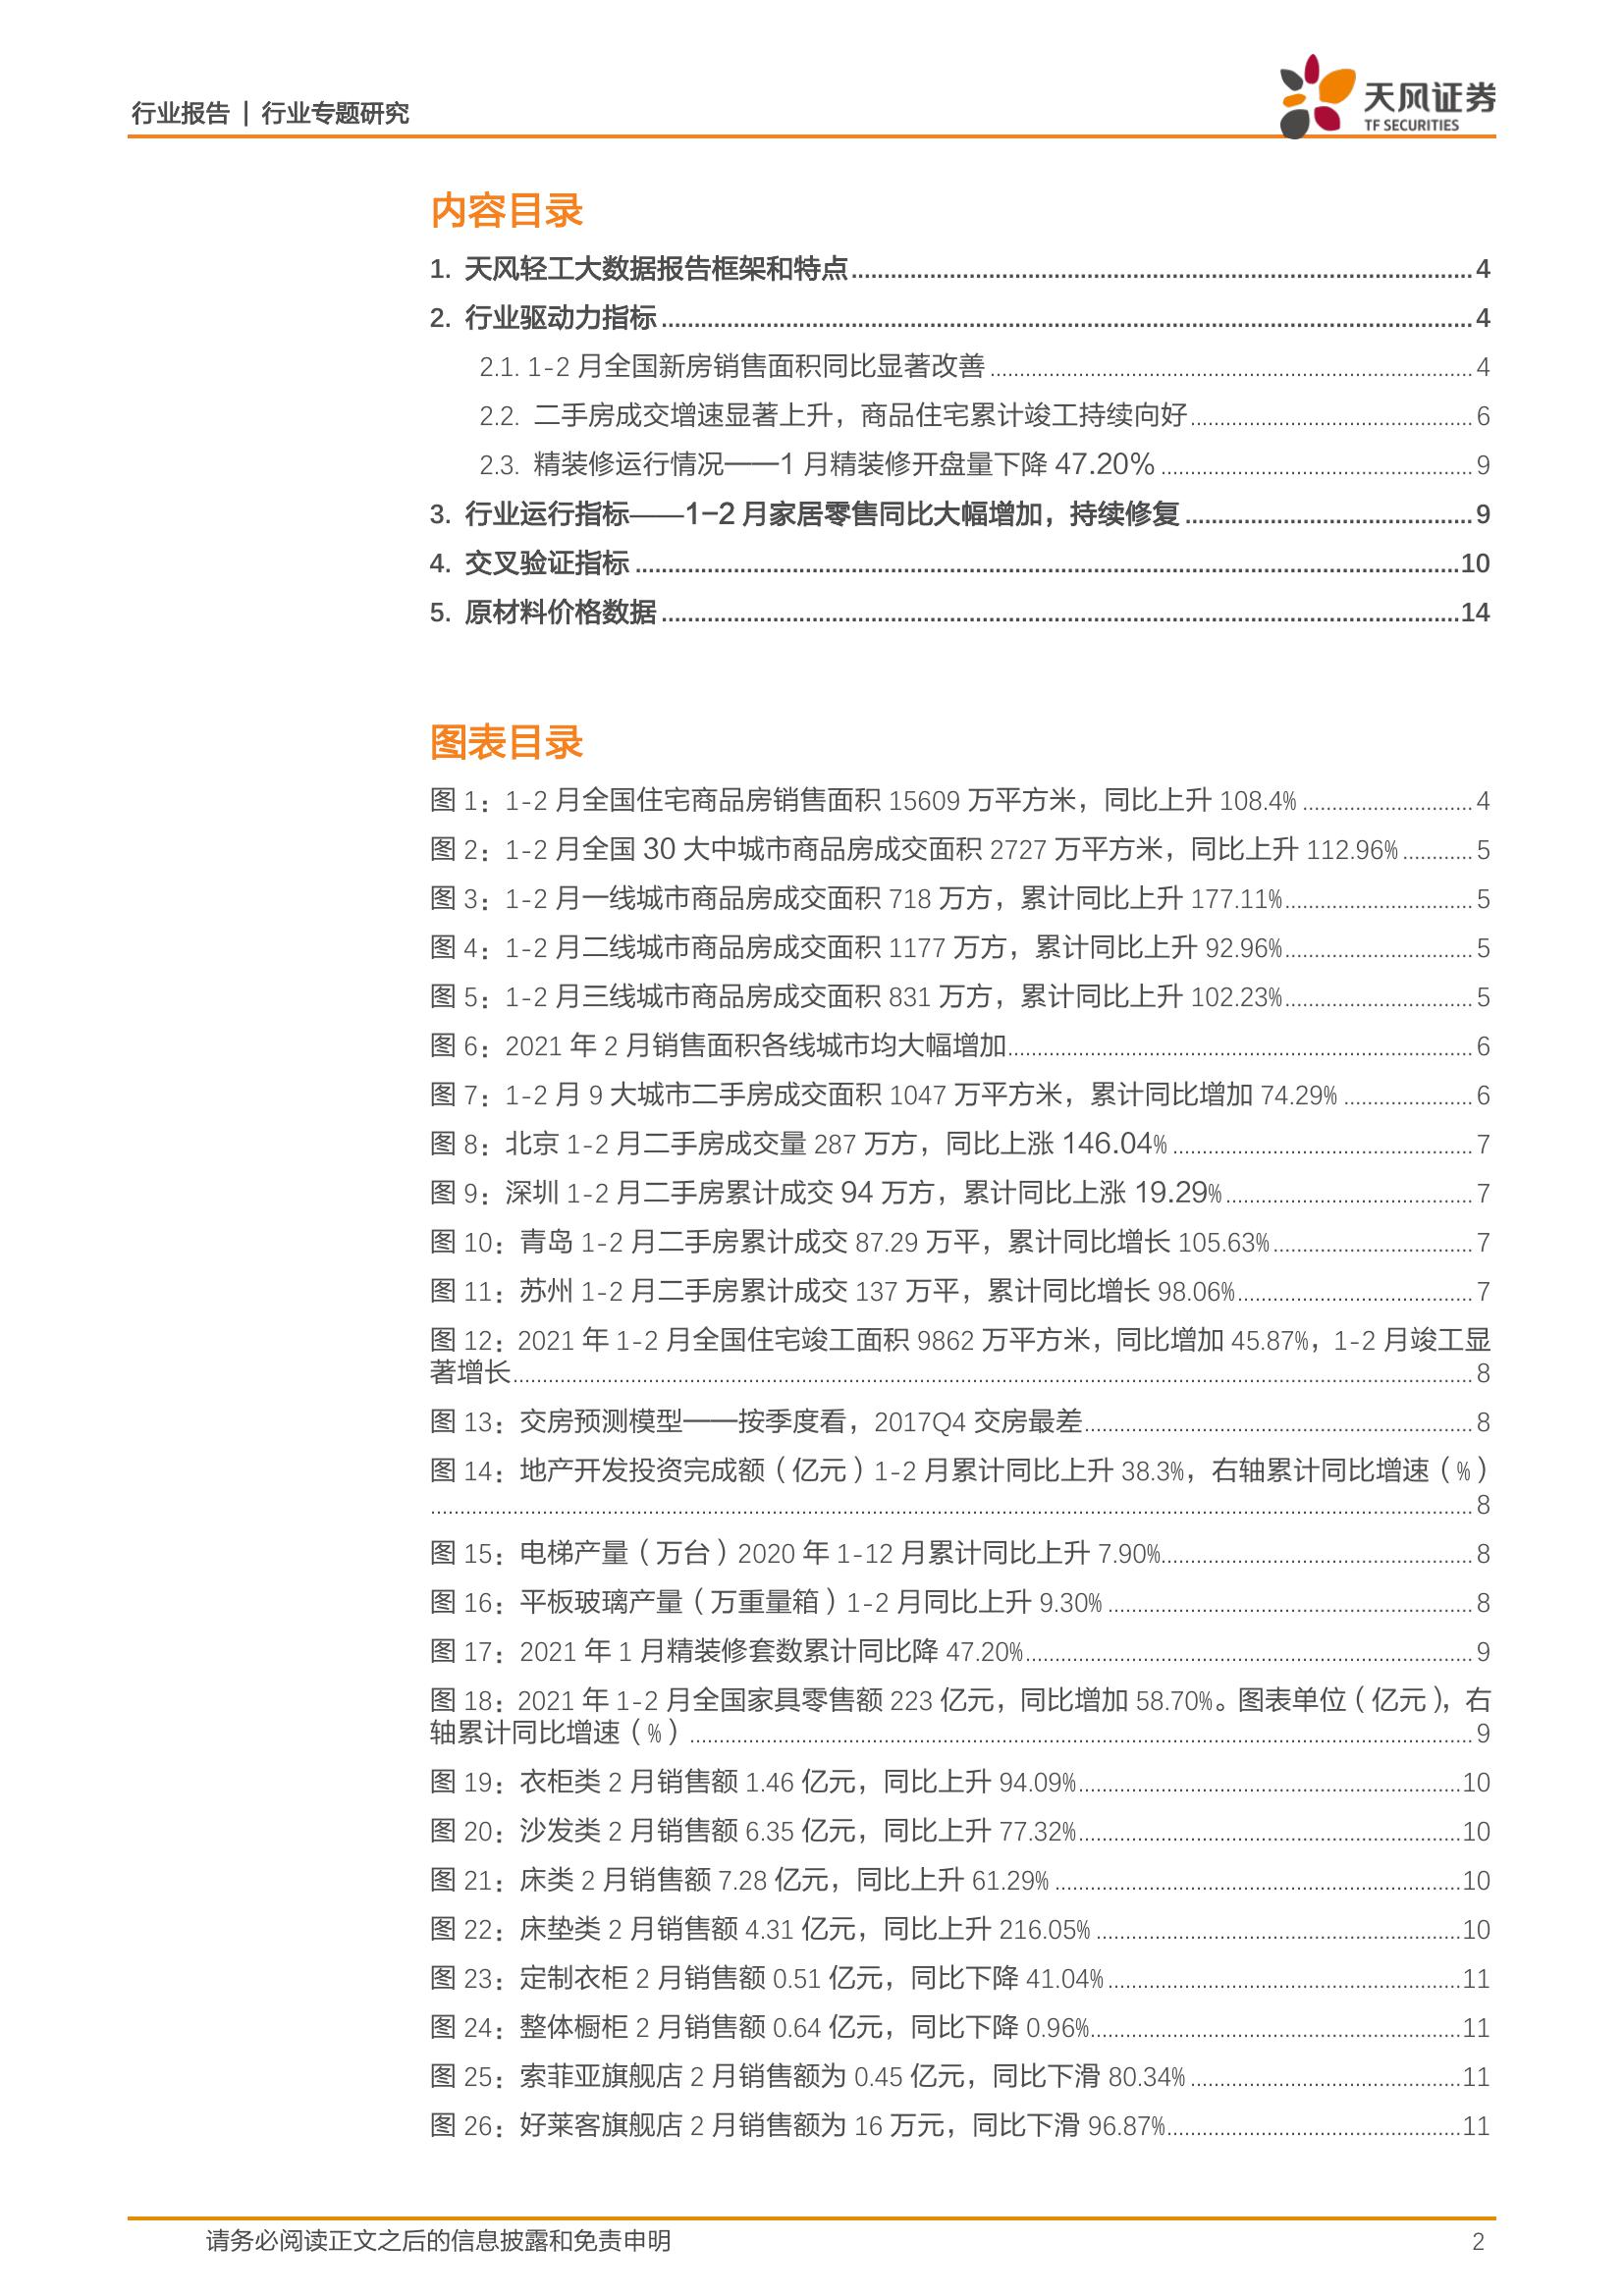 行业报告 | 行业专题研究
天风证券
TF SECURITIES
内容目录
1. 天风轻工大数据报告框架和特点 4
2. 行业驱动力指标 4
2.1. 1-2 月全国新房销售面积同比显著改善 4
2.2. 二手房成交增速显著上升，商品住宅累计竣工持续向好 6
2.3. 精装修运行情况——1 月精装修开盘量下降 47.20% 9
3. 行业运行指标——1-2 月家居零售同比大幅增加，持续修复 9
4. 交叉验证指标 10
5. 原材料价格数据 14
图表目录
图 1：1-2 月全国住宅商品房销售面积 15609 万平方米，同比上升 108.4% 4
图 2：1-2 月全国 30 大中城市商品房成交面积 2727 万平方米，同比上升 112.96% 5
图 3：1-2 月一线城市商品房成交面积 718 万方，累计同比上升 177.11% 5
图 4：1-2 月二线城市商品房成交面积 1177 万方，累计同比上升 92.96% 5
图 5：1-2 月三线城市商品房成交面积 831 万方，累计同比上升 102.23% 5
图 6：2021 年 2 月销售面积各线城市均大幅增加 6
图 7：1-2 月 9 大城市二手房成交面积 1047 万平方米，累计同比增加 74.29% 6
图 8：北京 1-2 月二手房成交量 287 万方，同比上涨 146.04% 7
图 9：深圳 1-2 月二手房累计成交 94 万方，累计同比上涨 19.29% 7
图 10：青岛 1-2 月二手房累计成交 87.29 万平，累计同比增长 105.63% 7
图 11：苏州 1-2 月二手房累计成交 137 万平，累计同比增长 98.06% 7
图 12：2021 年 1-2 月全国住宅竣工面积 9862 万平方米，同比增加 45.87%，1-2 月竣工显
著增长 8
图 13：交房预测模型——按季度看，2017Q4 交房最差 8
图 14：地产开发投资完成额（亿元）1-2 月累计同比上升 38.3%，右轴累计同比增速（%）
8
图 15：电梯产量（万台）2020 年 1-12 月累计同比上升 7.90% 8
图 16：平板玻璃产量（万重量箱）1-2 月同比上升 9.30% 8
图 17：2021 年 1 月精装修套数累计同比降 47.20% 9
图 18：2021 年 1-2 月全国家具零售额 223 亿元，同比增加 58.70%。图表单位（亿元），右
轴累计同比增速（%） 9
图 19：衣柜类 2 月销售额 1.46 亿元，同比上升 94.09% 10
图 20：沙发类 2 月销售额 6.35 亿元，同比上升 77.32% 10
图 21：床类 2 月销售额 7.28 亿元，同比上升 61.29% 10
图 22：床垫类 2 月销售额 4.31 亿元，同比上升 216.05% 10
图 23：定制衣柜 2 月销售额 0.51 亿元，同比下降 41.04% 11
图 24：整体橱柜 2 月销售额 0.64 亿元，同比下降 0.96% 11
图 25：索菲亚旗舰店 2 月销售额为 0.45 亿元，同比下滑 80.34% 11
图 26：好莱客旗舰店 2 月销售额为 16 万元，同比下滑 96.87% 11
请务必阅读正文之后的信息披露和免责申明 2